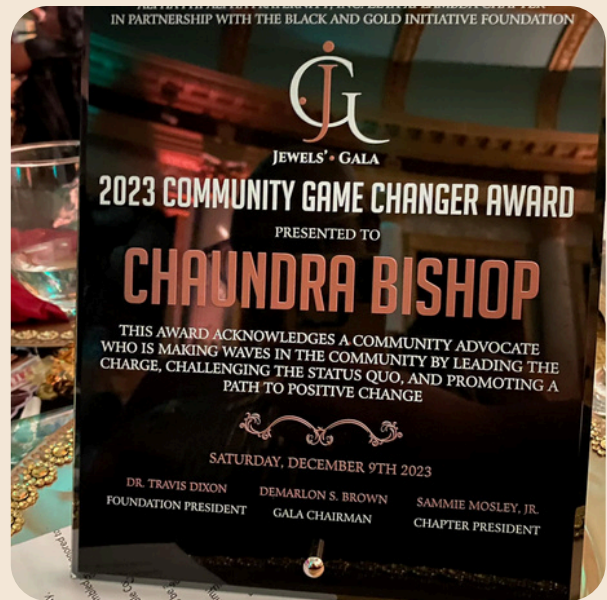 IN PARTNERSHIP WITH THE BLACK AND GOLD INITIATIVE FOUNDATION
JG
JEWELS' • GALA
2023 COMMUNITY GAME CHANGER AWARD
PRESENTED TO
CHAUNDRA BISHOP
THIS AWARD ACKNOWLEDGES A COMMUNITY ADVOCATE
WHO IS MAKING WAVES IN THE COMMUNITY BY LEADING THE
CHARGE, CHALLENGING THE STATUS QUO, AND PROMOTING A
PATH TO POSITIVE CHANGE
SATURDAY, DECEMBER 9TH 2023
DR. TRAVIS DIXON DEMARLON S. BROWN SAMMIE MOSLEY, JR.
FOUNDATION PRESIDENT GALA CHAIRMAN CHAPTER PRESIDENT